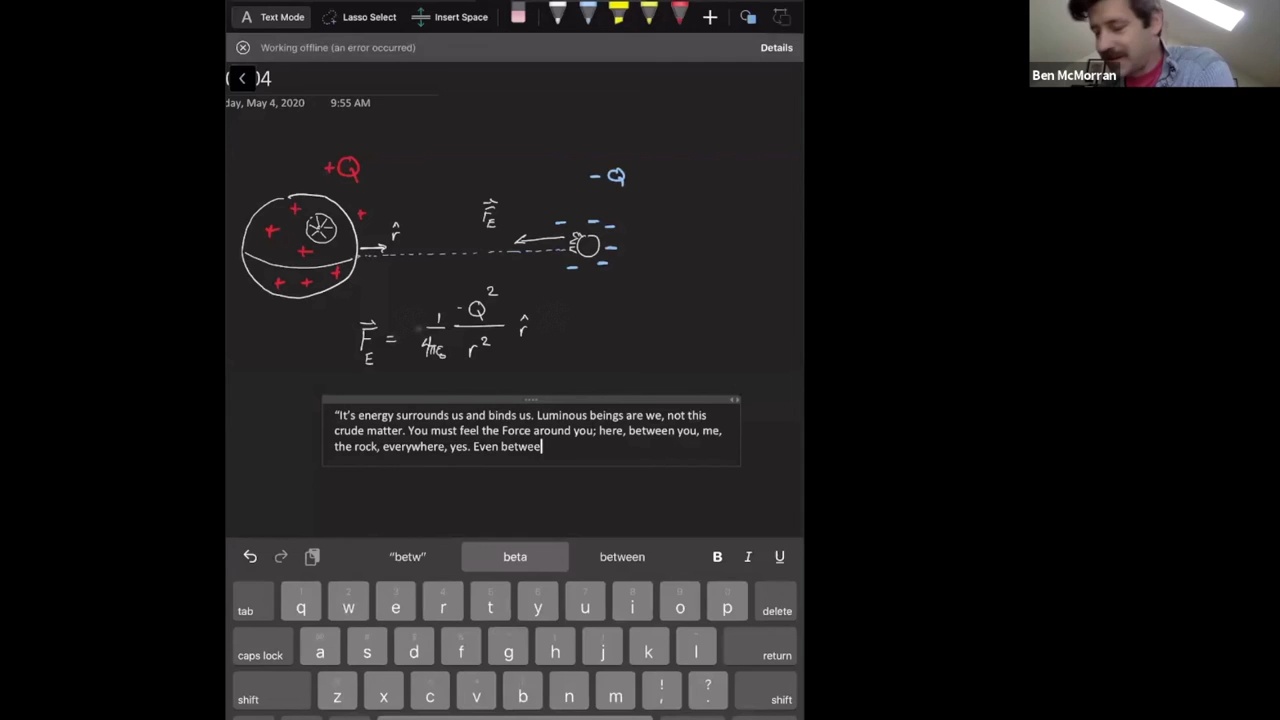 Text Mode
Lasso Select
Insert Space
Working offline (an error occurred)
Details
Ben McMorran
04
day, May 4, 2020 9:55 AM
+Q
- Q
r̂
F⃗E
F⃗E = 1/4πε₀ -Q²/r² r̂
“It's energy surrounds us and binds us. Luminous beings are we, not this
crude matter. You must feel the Force around you; here, between you, me,
the rock, everywhere, yes. Even betwee
“betw”
beta
between
B I U
tab q w e r t y u i o p delete
caps lock a s d f g h j k l return
shift z x c v b n m ! , ? . shift